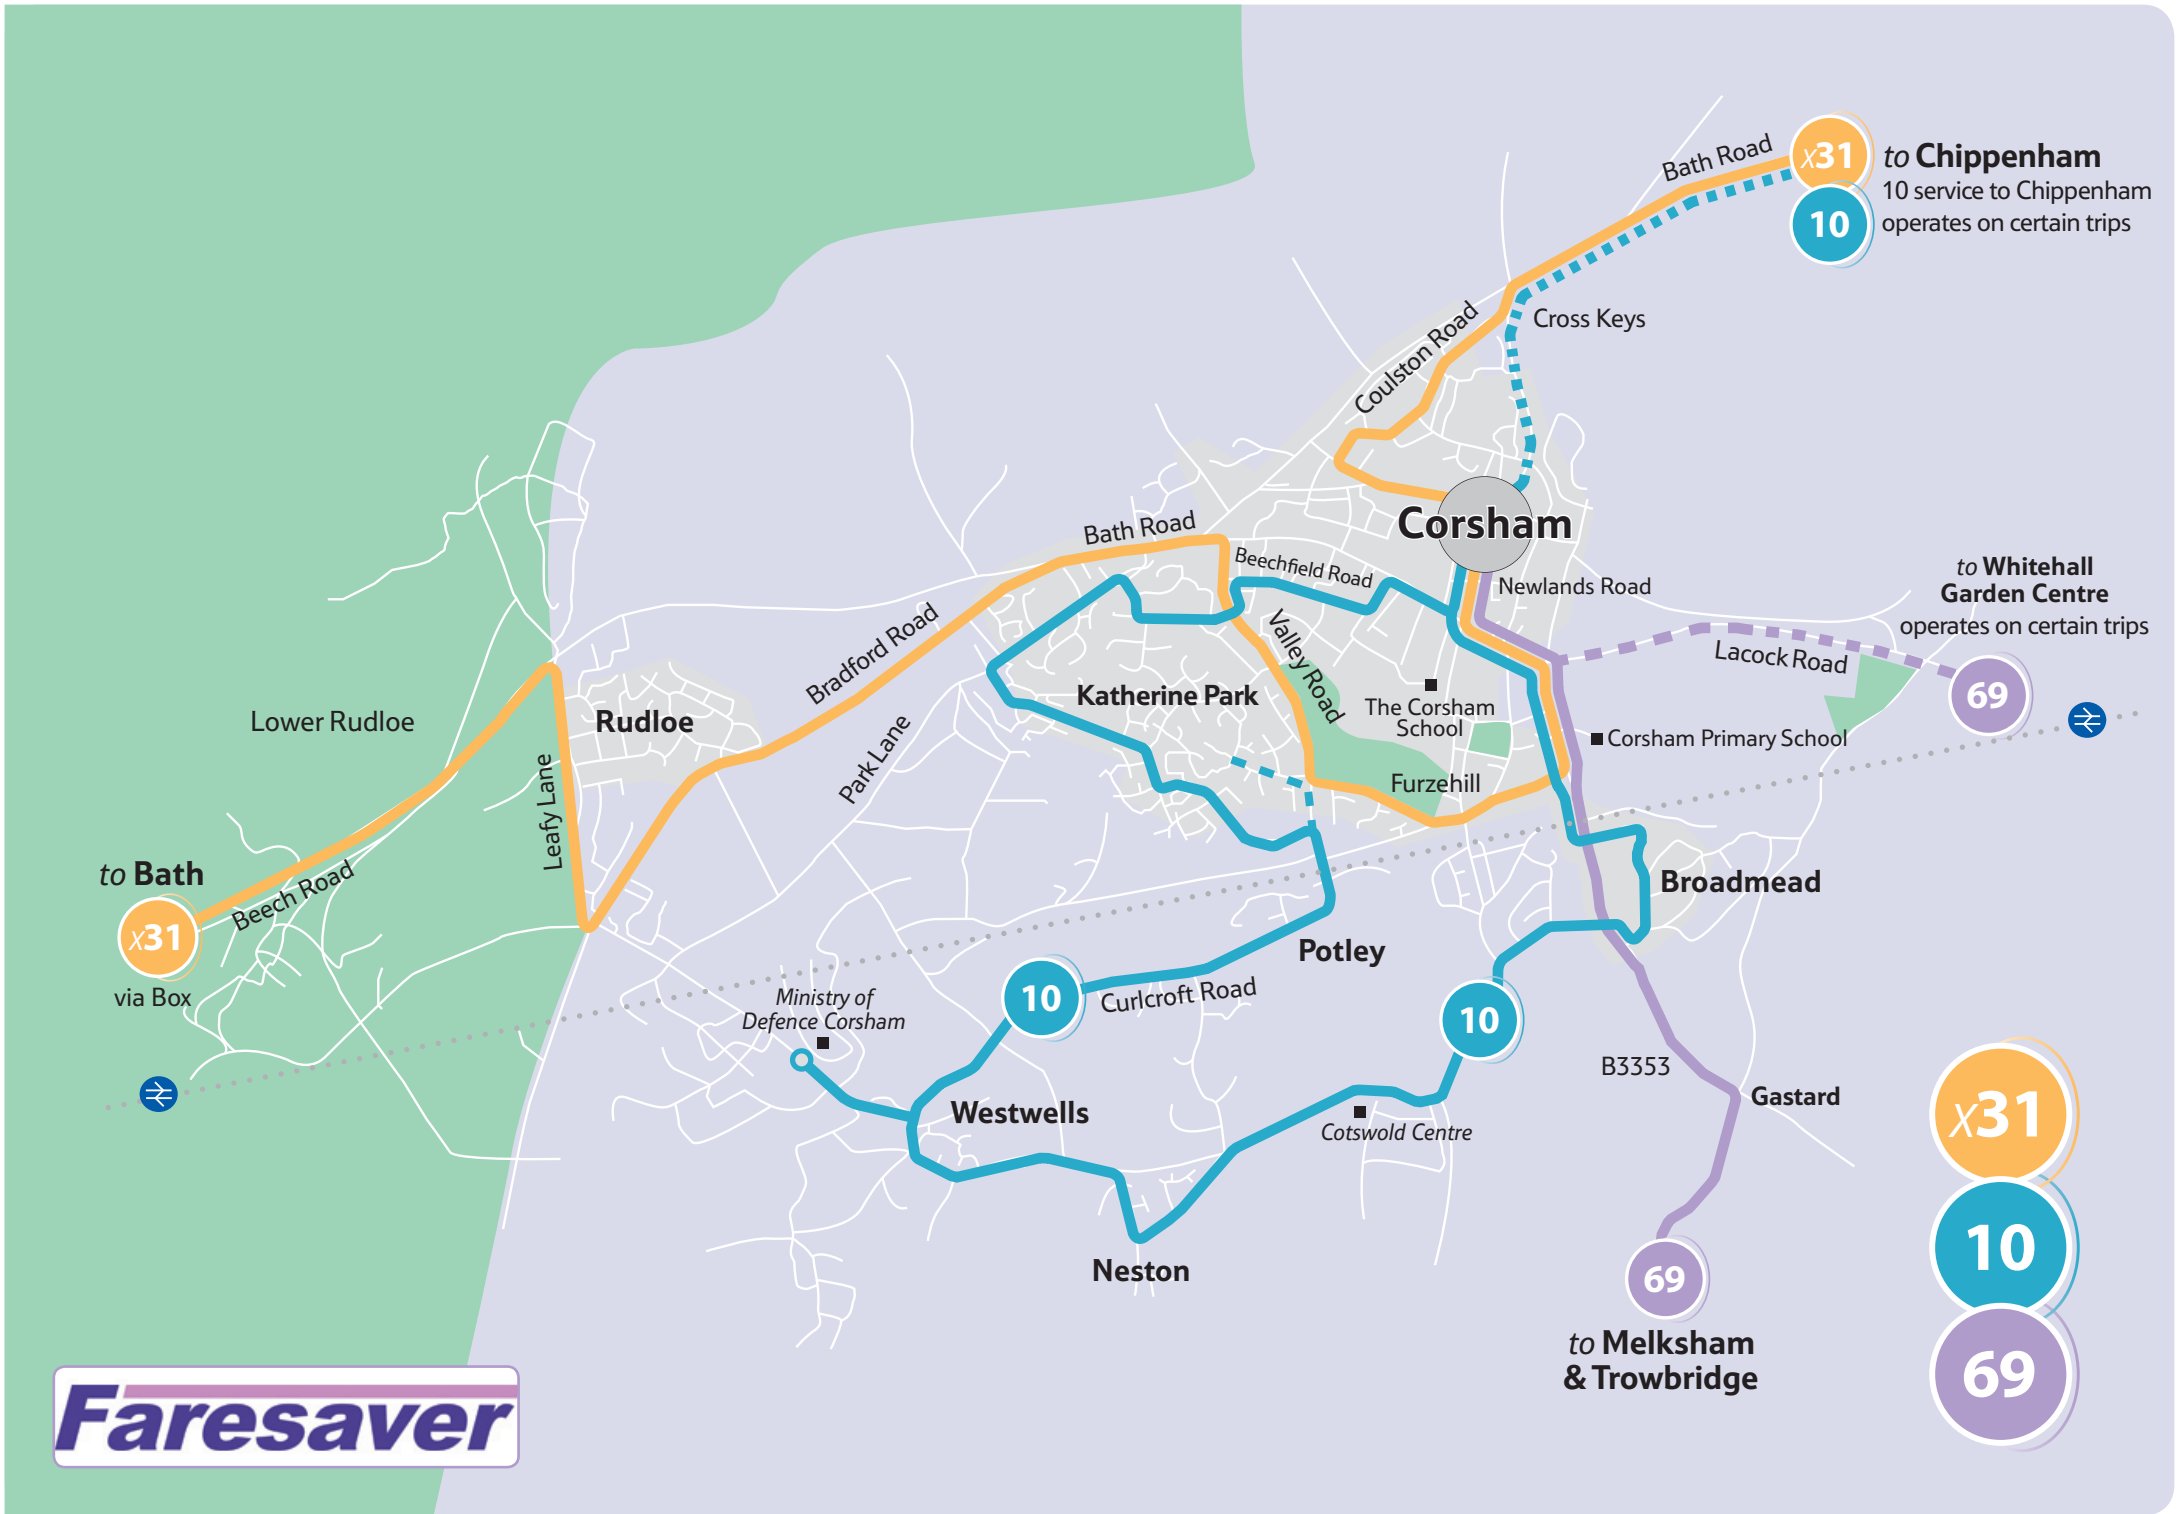 Bath Road
x31
to Chippenham
10 service to Chippenham
operates on certain trips
10
Cross Keys
Coulston Road
Corsham
Bath Road
Beechfield Road
Newlands Road
to Whitehall
Garden Centre
operates on certain trips
69
Lacock Road
Bradford Road
Valley Road
Katherine Park
The Corsham
School
Corsham Primary School
Lower Rudloe
Rudloe
Park Lane
Leafy Lane
Furzehill
to Bath
x31
via Box
Beech Road
Broadmead
Potley
10
Curlcroft Road
Ministry of
Defence Corsham
10
B3353
Gastard
Westwells
Cotswold Centre
Neston
69
to Melksham
& Trowbridge
x31
10
69
Faresaver